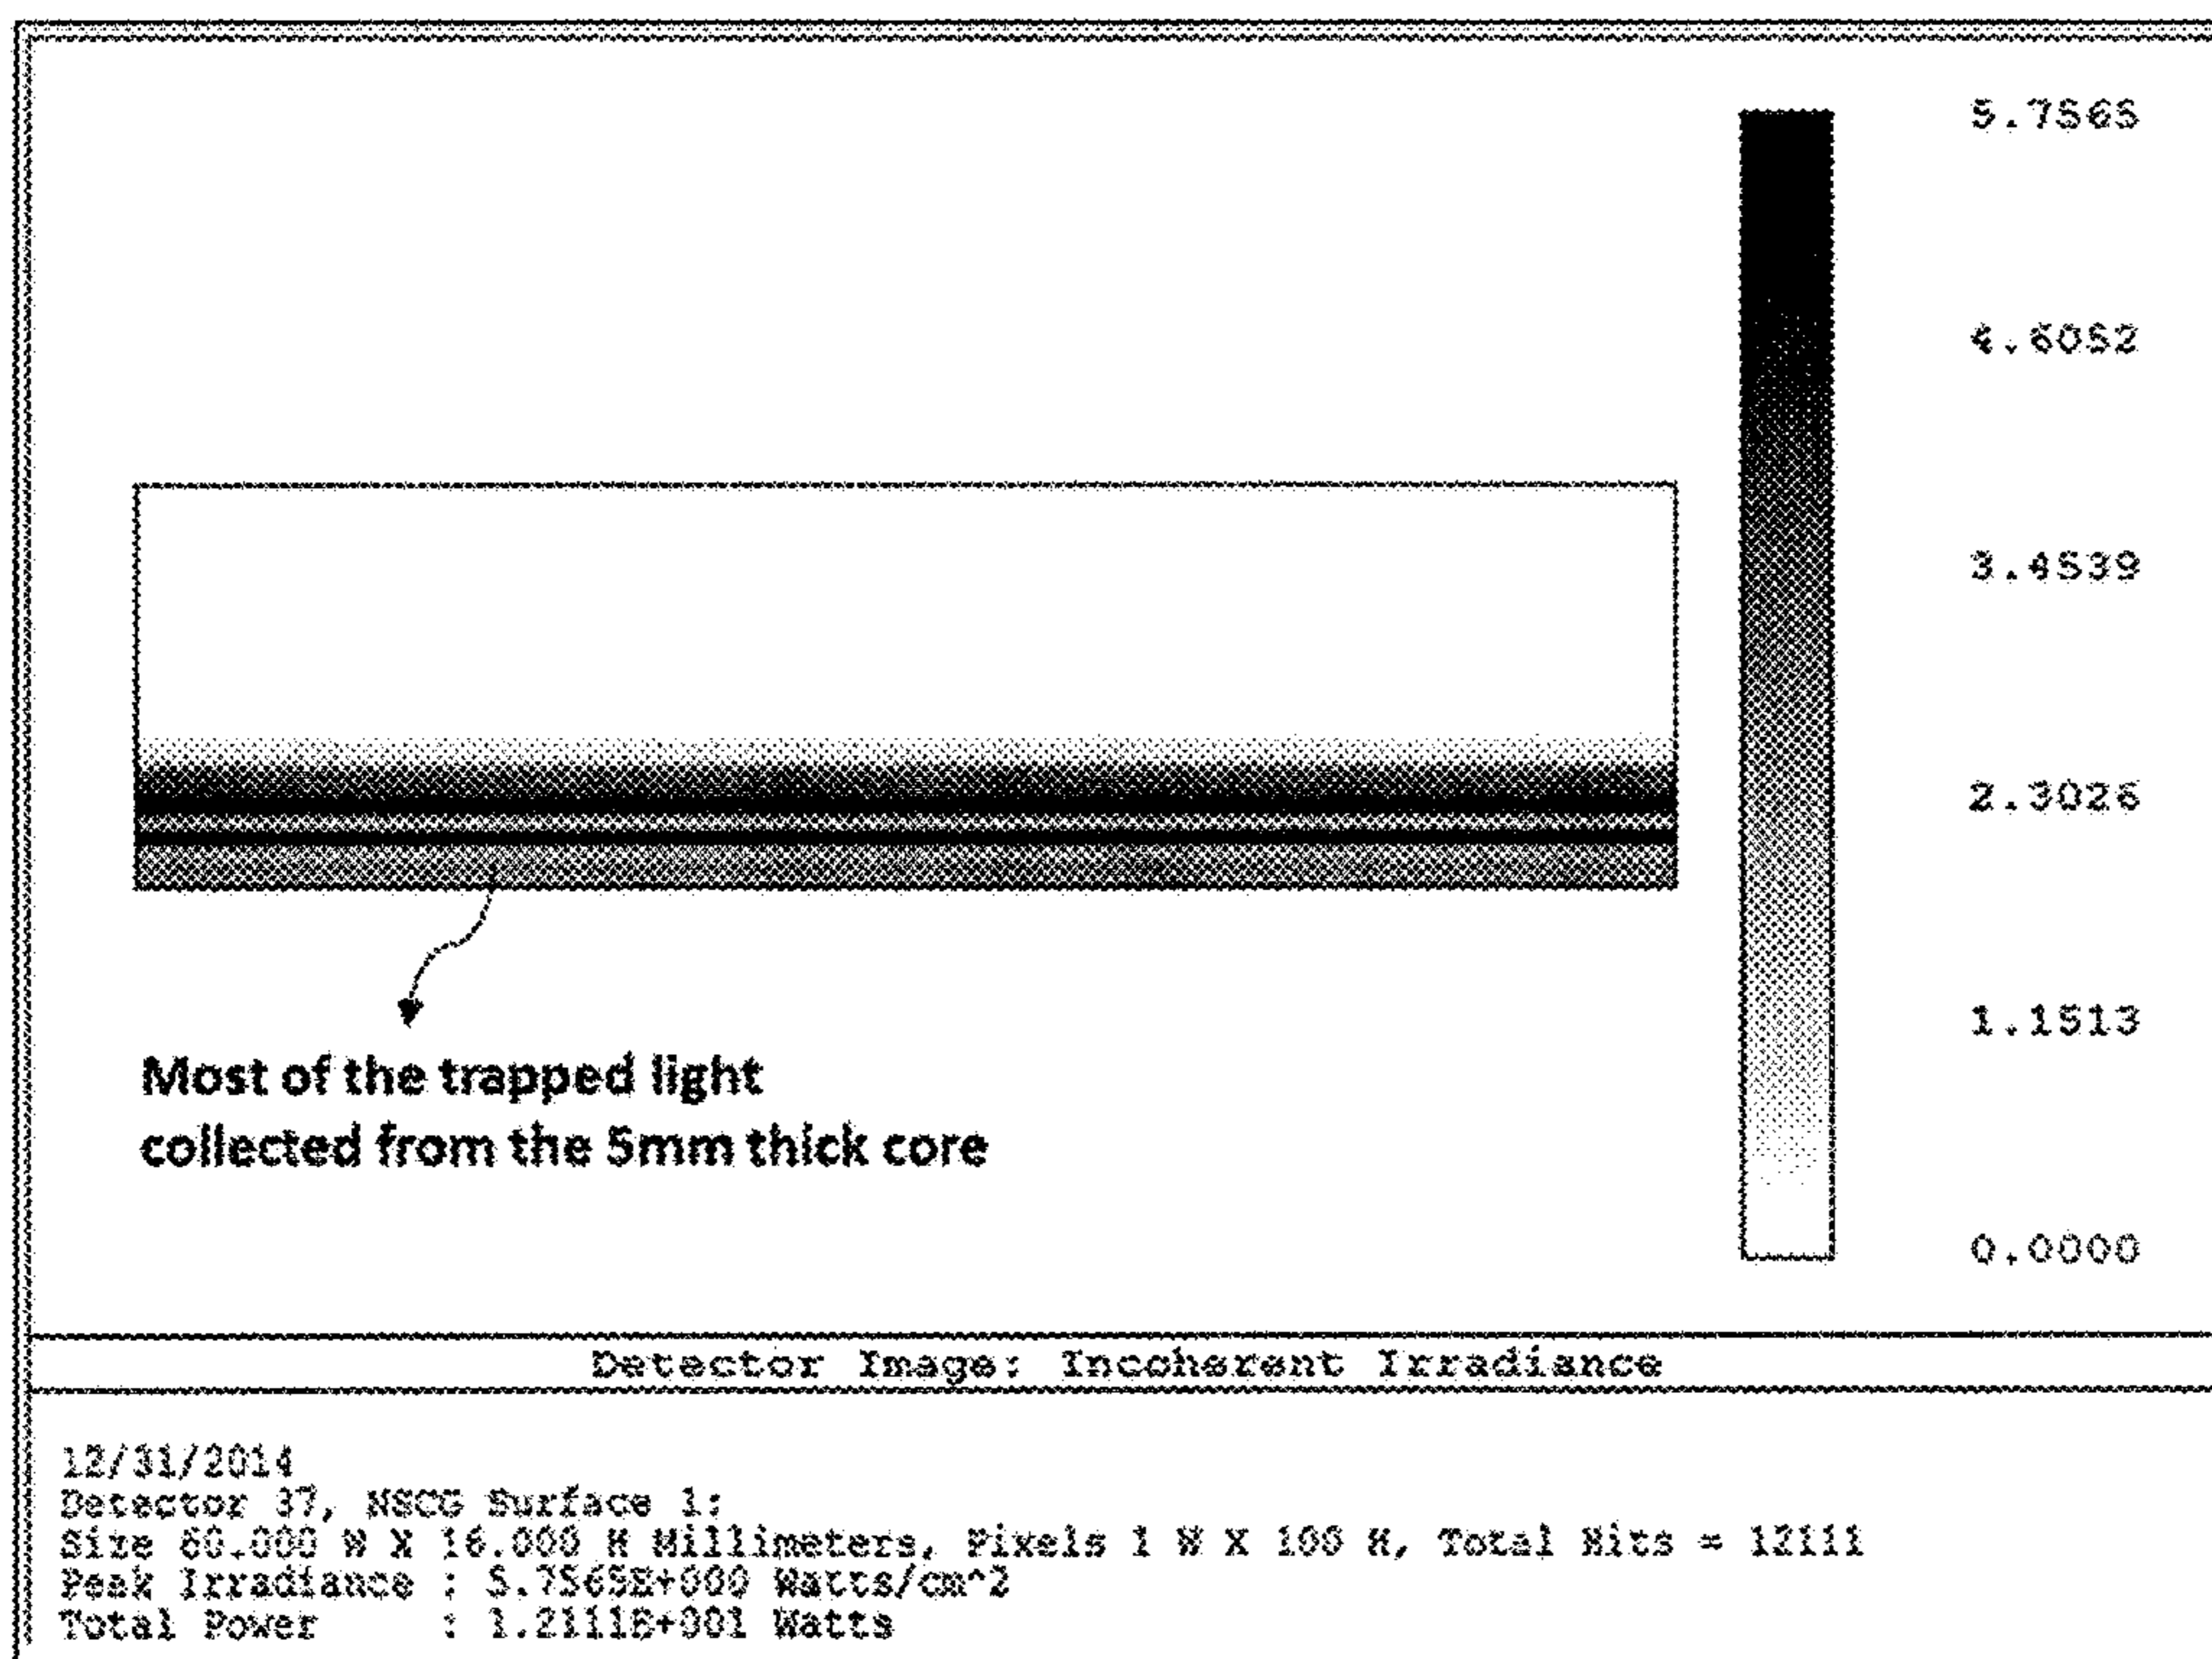 5.7565
4.6052
3.4539
2.3026
1.1513
0.0000
Most of the trapped light
collected from the 5mm thick core
Detector Image: Incoherent Irradiance
12/31/2014
Detector 37, NSCG Surface 1:
Size 60.000 W X 16.000 H Millimeters, Pixels 1 W X 100 H, Total Hits = 12111
Peak Irradiance : 5.7565E+000 Watts/cm^2
Total Power : 1.2111E+001 Watts